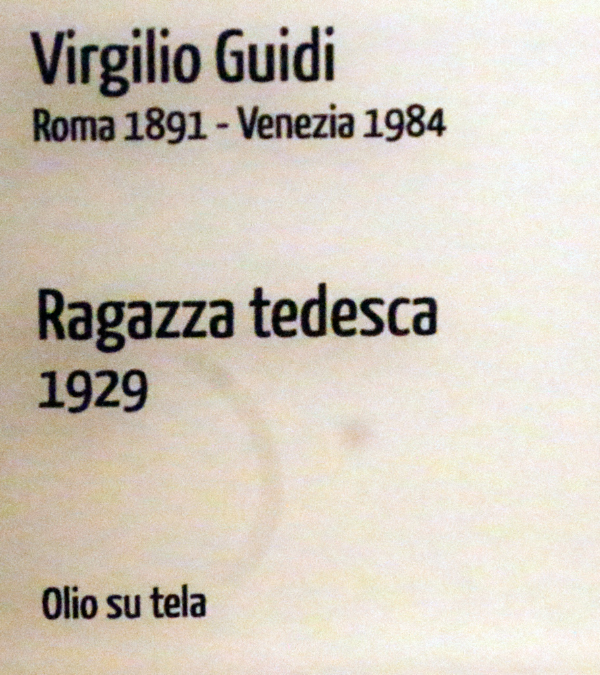 Virgilio Guidi
Roma 1891 - Venezia 1984
Ragazza tedesca
1929
Olio su tela